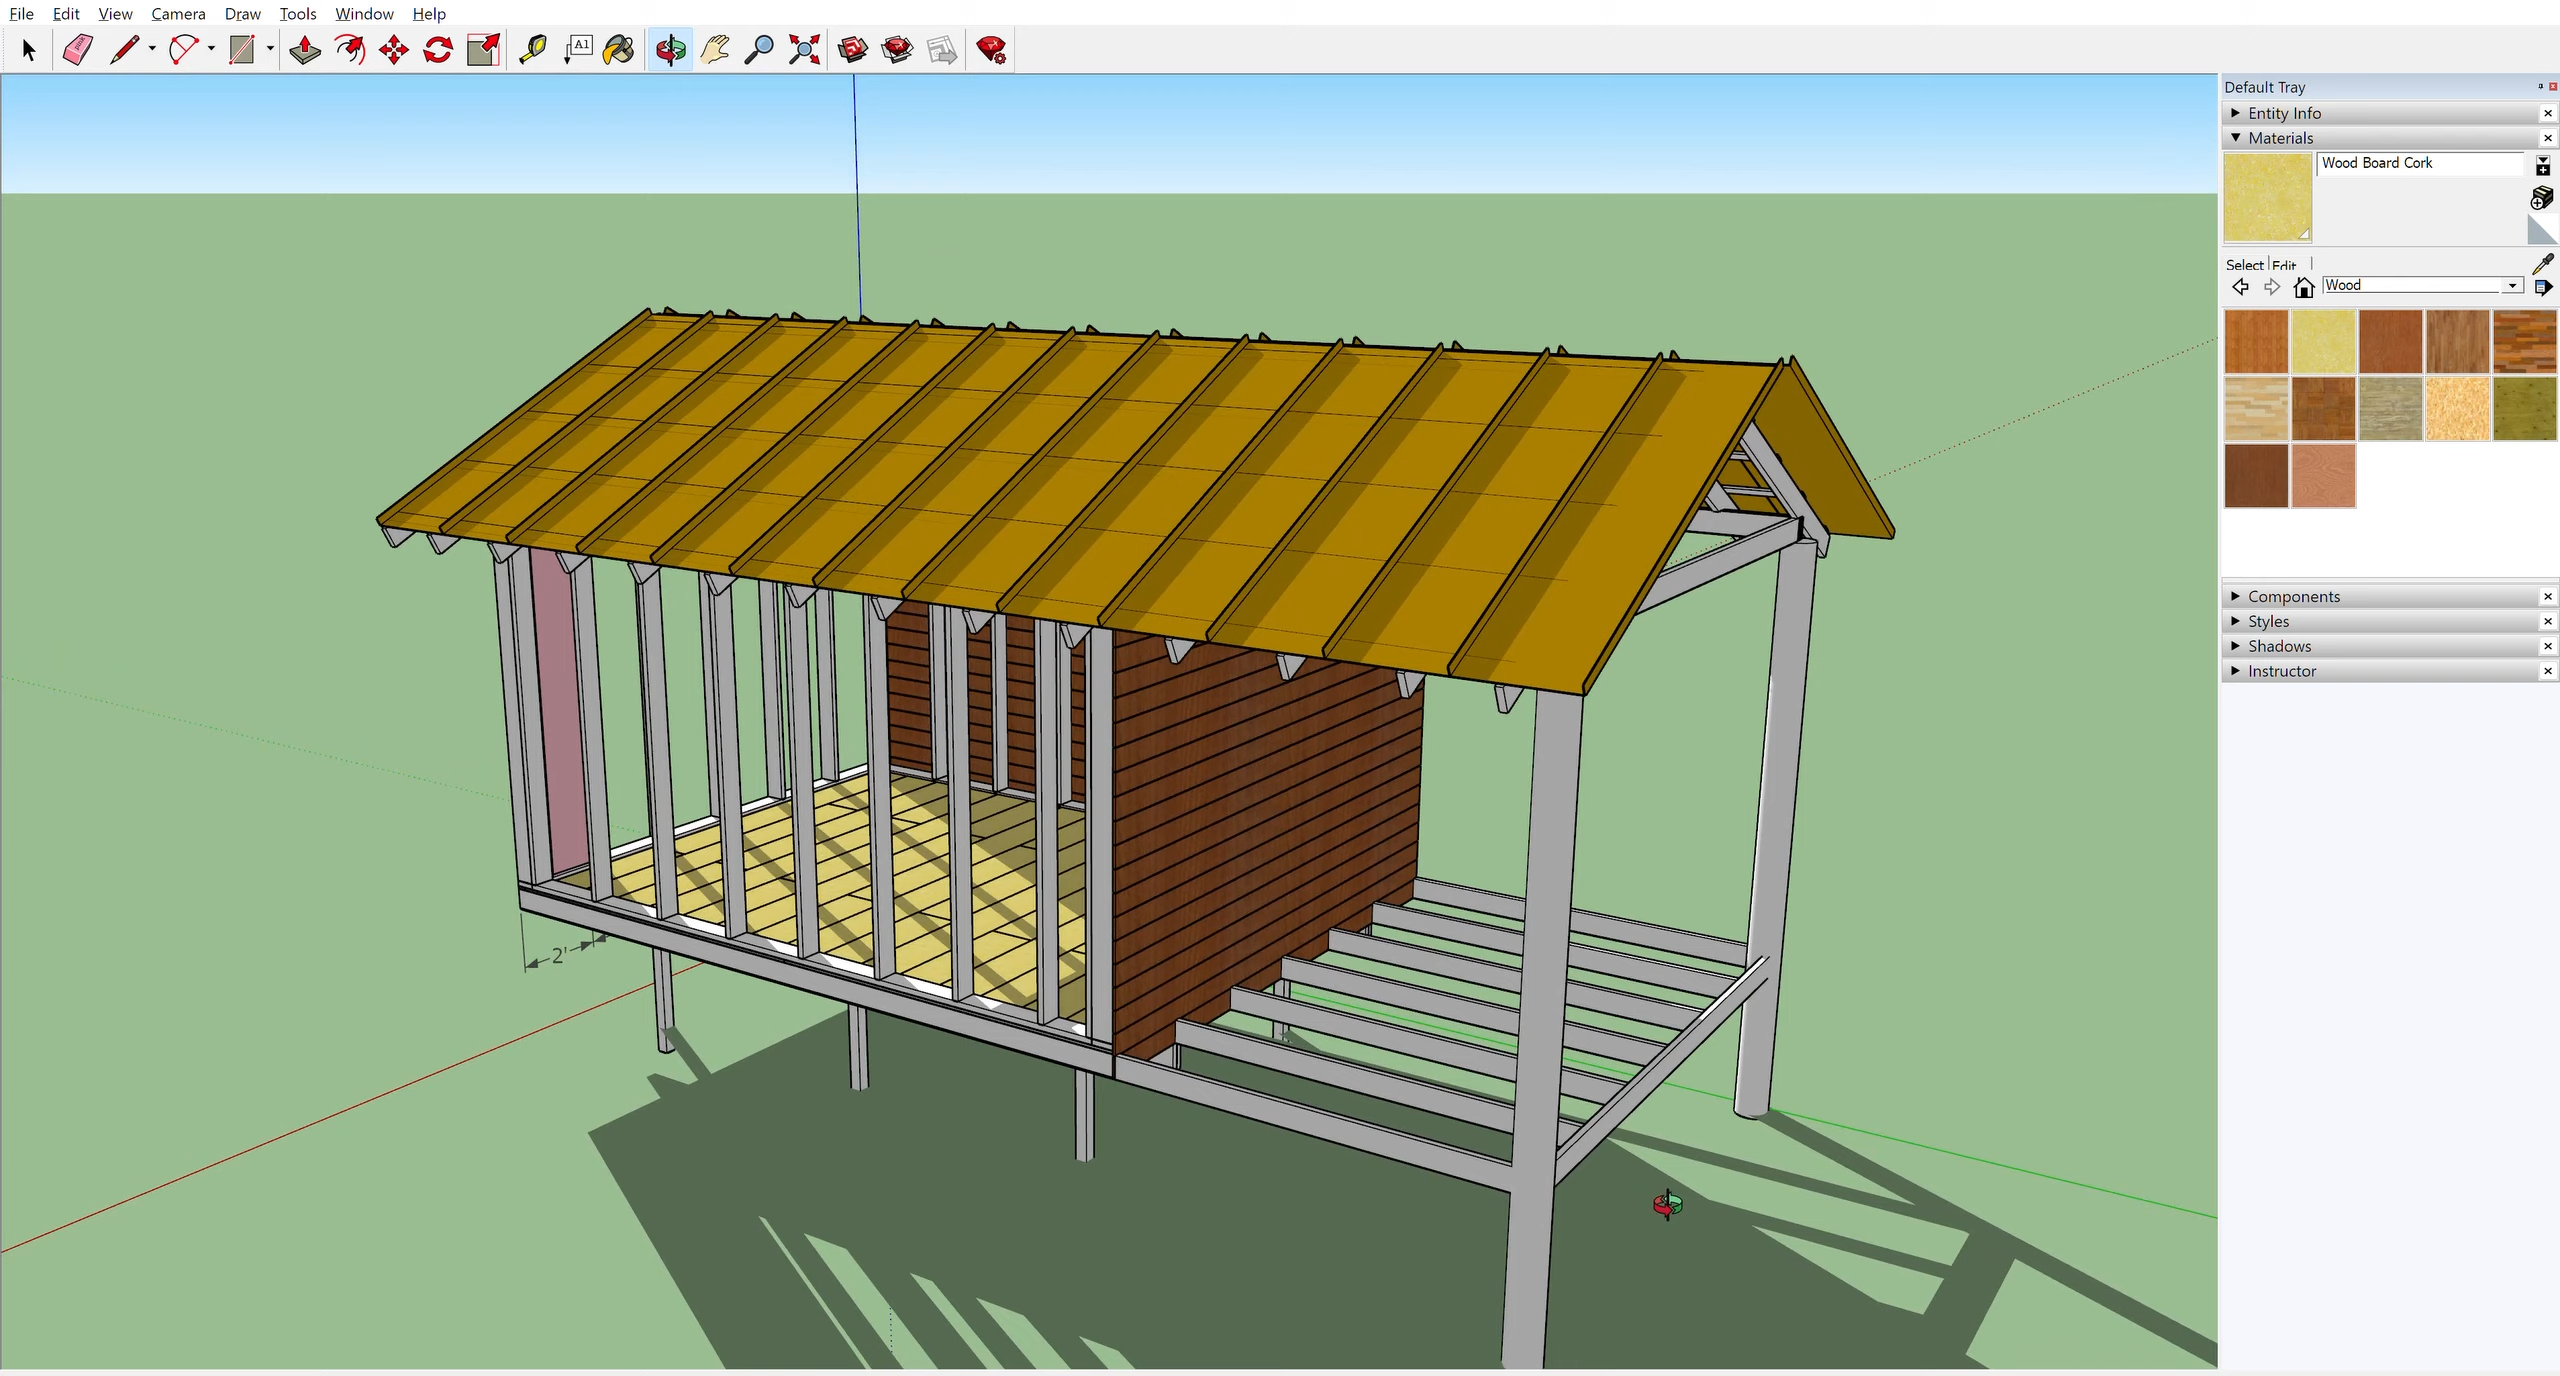 File Edit View Camera Draw Tools Window Help
A1
Default Tray
Entity Info
Materials
Wood Board Cork
Select Edit
Wood
Components
Styles
Shadows
Instructor
2'